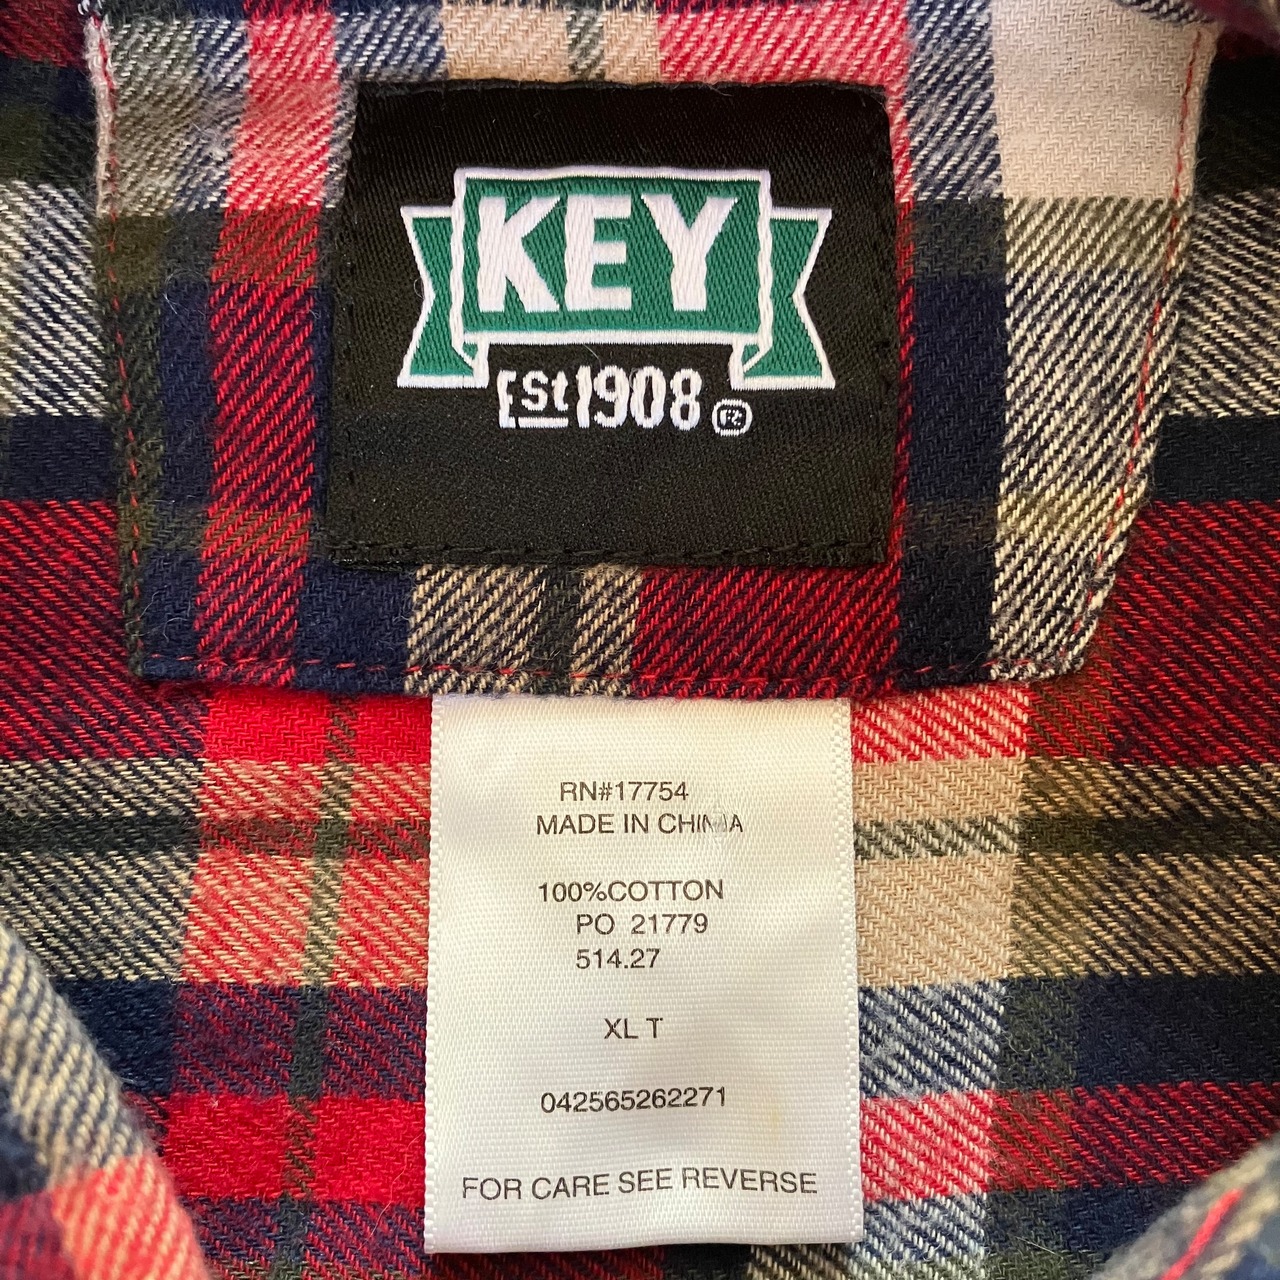 KEY
Est 1908 ®
RN#17754
MADE IN CHINA
100%COTTON
PO 21779
514.27
XL T
042565262271
FOR CARE SEE REVERSE